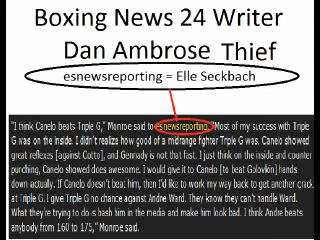 Boxing News 24 Writer
Dan Ambrose Thief
esnewsreporting = Elle Seckbach
"I think Canelo beats Triple G," Monroe said to esnewsreporting. "Most of my success with Triple
G was on the inside. I didn't realize how good of a midrange fighter Triple G was. Canelo showed
great reflexes [against Cotto], and Gennady is not that fast. I just think on the inside and counter
punching, Canelo showed does awesome. I would give it to Canelo [to beat Golovkin] hands
down actually. If Canelo doesn't beat him, then I'd like to work my way back to get another crack
at Triple G. I give Triple G no chance against Andre Ward. They know they can't handle Ward.
What they're trying to do is bash him in the media and make him look bad. I think Andre beats
anybody from 160 to 175," Monroe said.